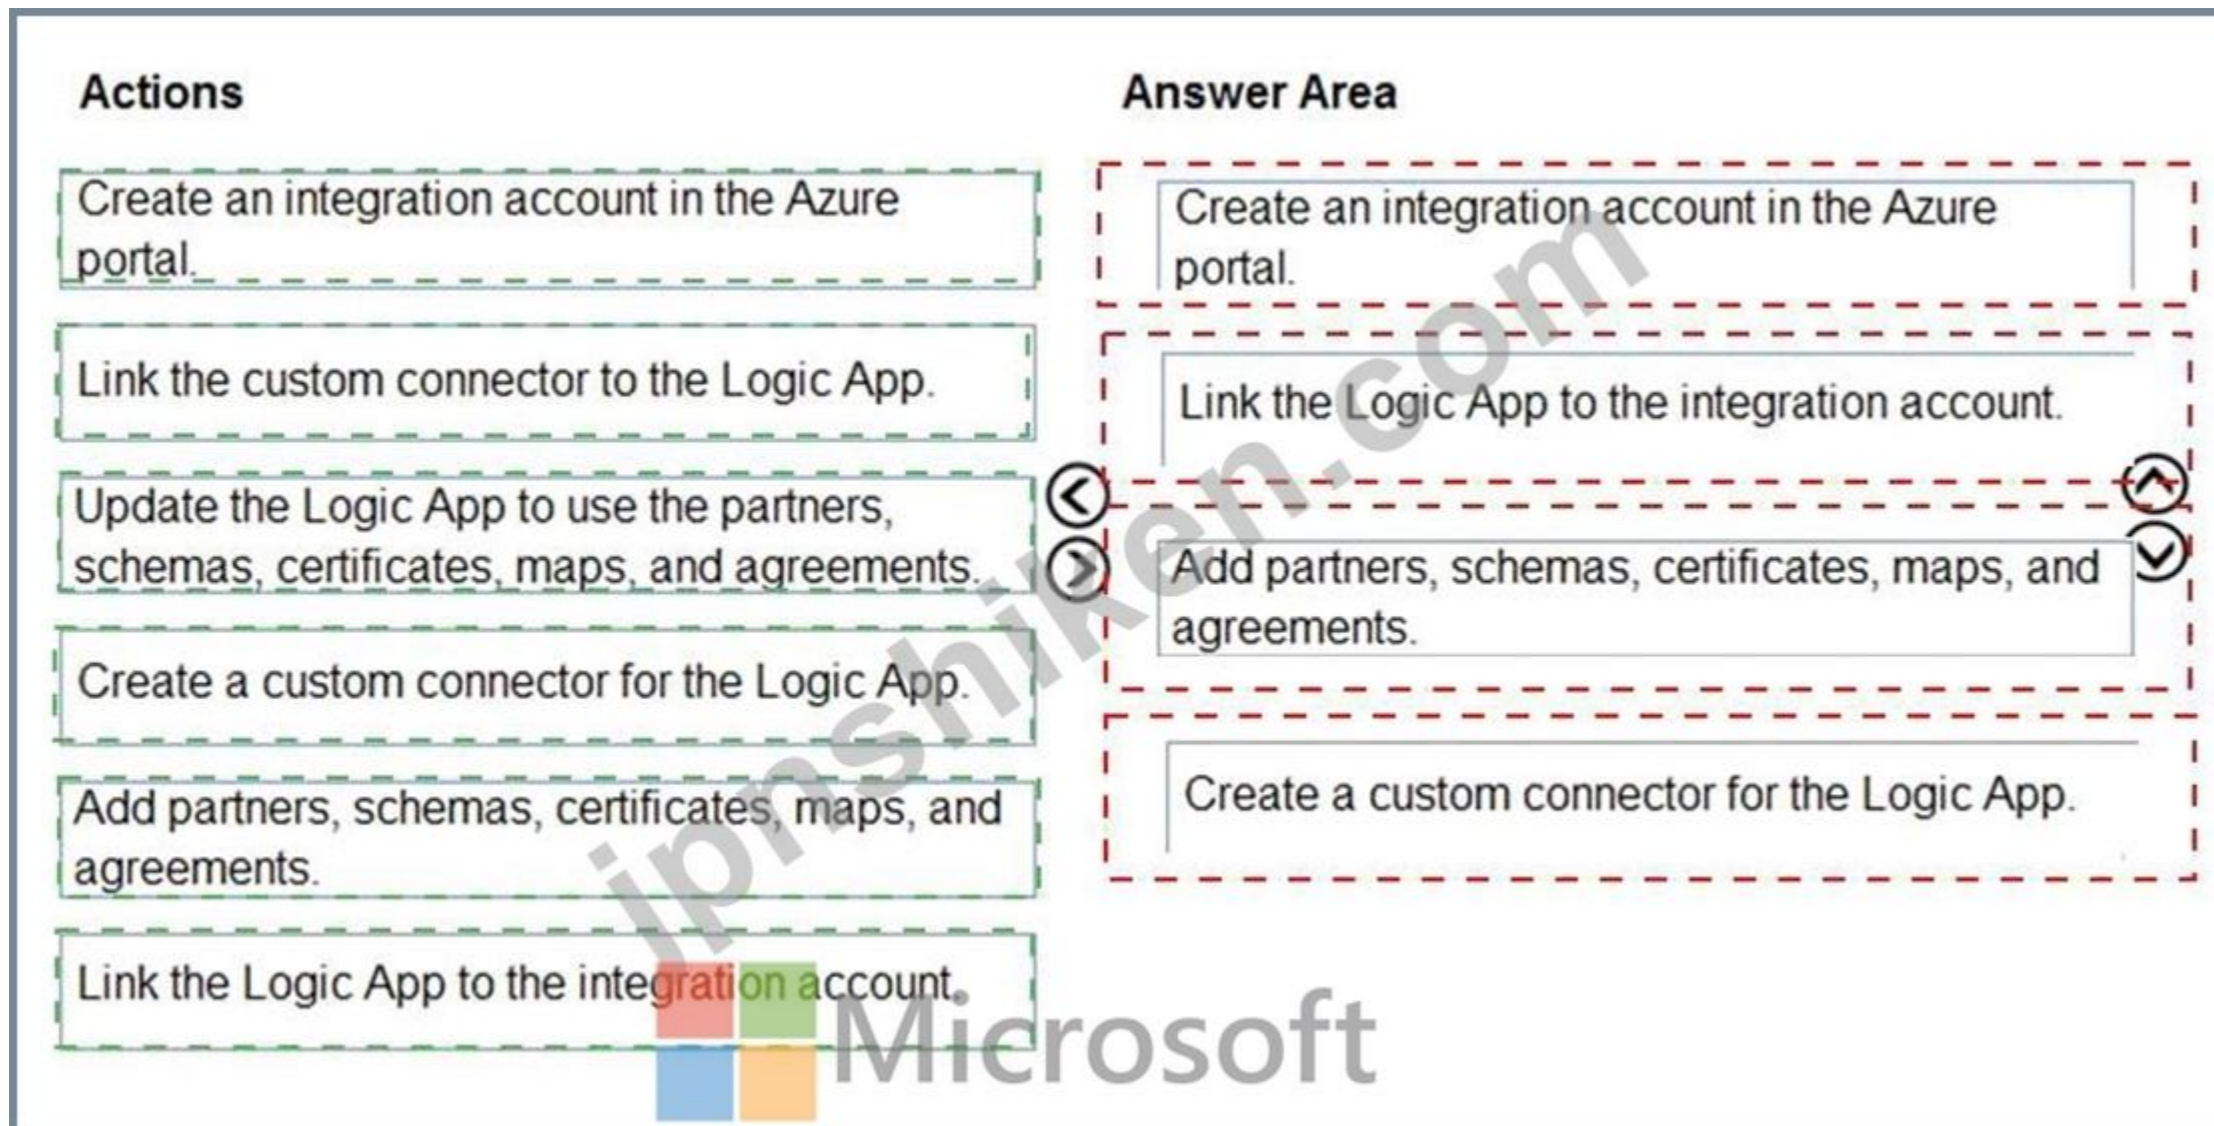 Actions
Create an integration account in the Azure
portal.
Link the custom connector to the Logic App.
Update the Logic App to use the partners,
schemas, certificates, maps, and agreements.
Create a custom connector for the Logic App.
Add partners, schemas, certificates, maps, and
agreements.
Link the Logic App to the integration account.
Answer Area
Create an integration account in the Azure
portal.
Link the Logic App to the integration account.
Add partners, schemas, certificates, maps, and
agreements.
Create a custom connector for the Logic App.
jpnshiken.com
Microsoft